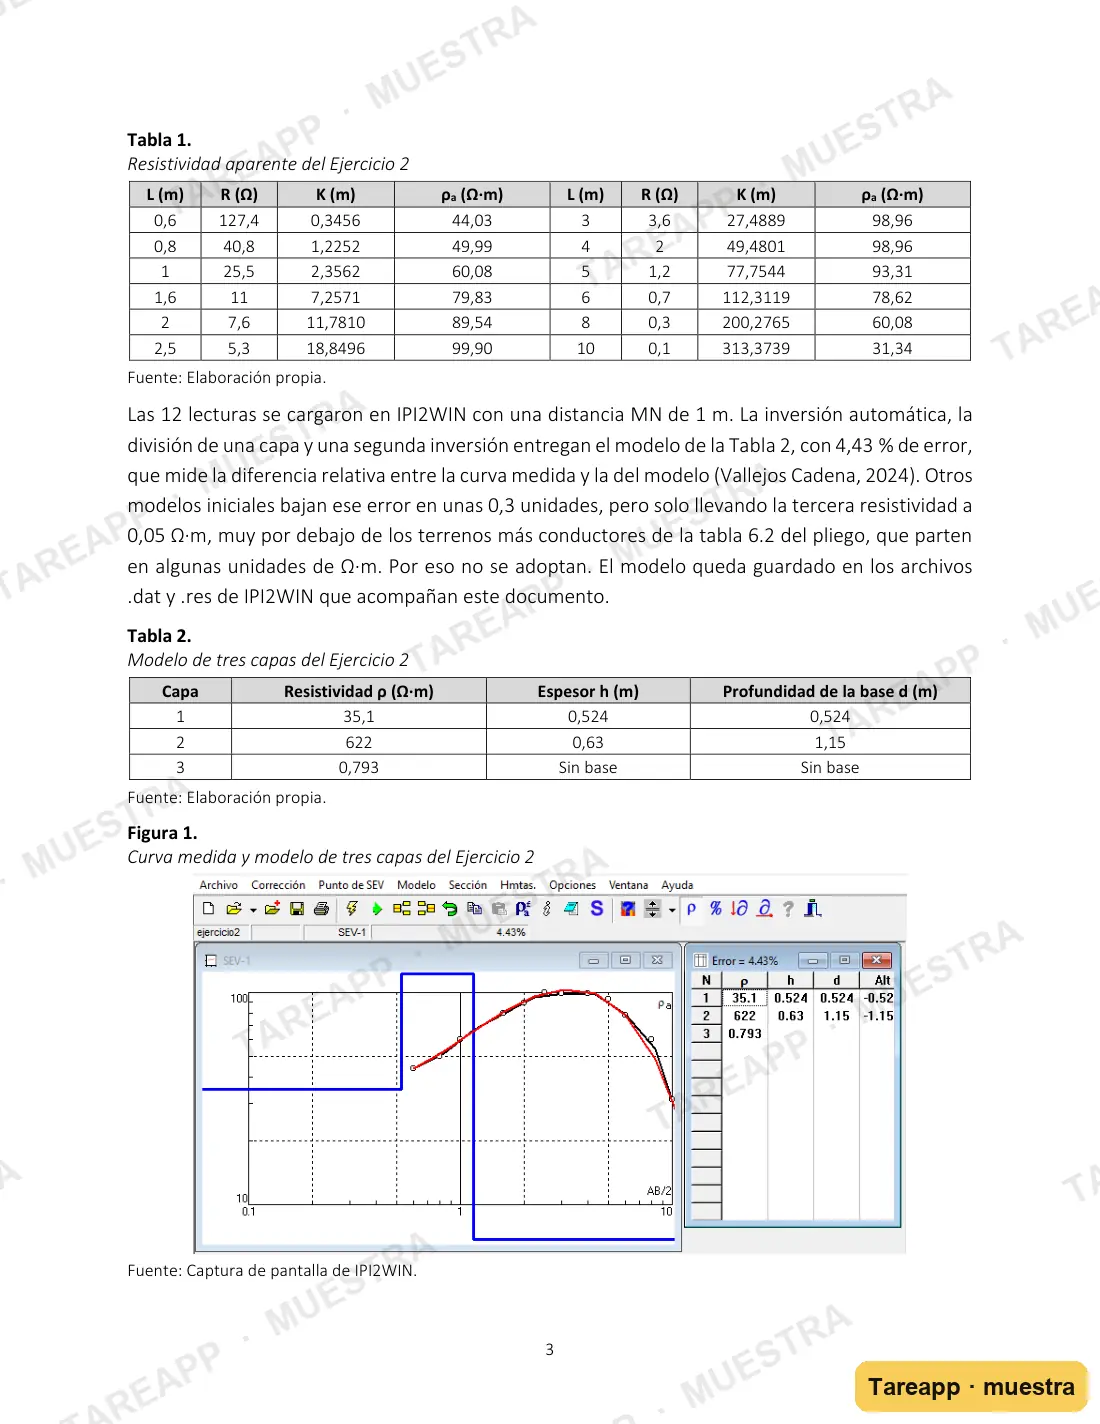 Tabla 1.
Resistividad aparente del Ejercicio 2
L (m) R (Ω) K (m) ρₐ (Ω·m) L (m) R (Ω) K (m) ρₐ (Ω·m)
0,6 127,4 0,3456 44,03 3 3,6 27,4889 98,96
0,8 40,8 1,2252 49,99 4 2 49,4801 98,96
1 25,5 2,3562 60,08 5 1,2 77,7544 93,31
1,6 11 7,2571 79,83 6 0,7 112,3119 78,62
2 7,6 11,7810 89,54 8 0,3 200,2765 60,08
2,5 5,3 18,8496 99,90 10 0,1 313,3739 31,34
Fuente: Elaboración propia.
Las 12 lecturas se cargaron en IPI2WIN con una distancia MN de 1 m. La inversión automática, la
división de una capa y una segunda inversión entregan el modelo de la Tabla 2, con 4,43 % de error,
que mide la diferencia relativa entre la curva medida y la del modelo (Vallejos Cadena, 2024). Otros
modelos iniciales bajan ese error en unas 0,3 unidades, pero solo llevando la tercera resistividad a
0,05 Ω·m, muy por debajo de los terrenos más conductores de la tabla 6.2 del pliego, que parten
en algunas unidades de Ω·m. Por eso no se adoptan. El modelo queda guardado en los archivos
.dat y .res de IPI2WIN que acompañan este documento.
Tabla 2.
Modelo de tres capas del Ejercicio 2
Capa Resistividad ρ (Ω·m) Espesor h (m) Profundidad de la base d (m)
1 35,1 0,524 0,524
2 622 0,63 1,15
3 0,793 Sin base Sin base
Fuente: Elaboración propia.
Figura 1.
Curva medida y modelo de tres capas del Ejercicio 2
Archivo Corrección Punto de SEV Modelo Sección Hmtas. Opciones Ventana Ayuda
ejercicio2 SEV-1 4.43%
SEV-1
Error = 4.43%
N ρ h d Alt
1 35.1 0.524 0.524 -0.52
2 622 0.63 1.15 -1.15
3 0.793
100
ρa
AB/2
10
0.1 1 10
Fuente: Captura de pantalla de IPI2WIN.
3
Tareapp · muestra
TAREAPP · MUESTRA